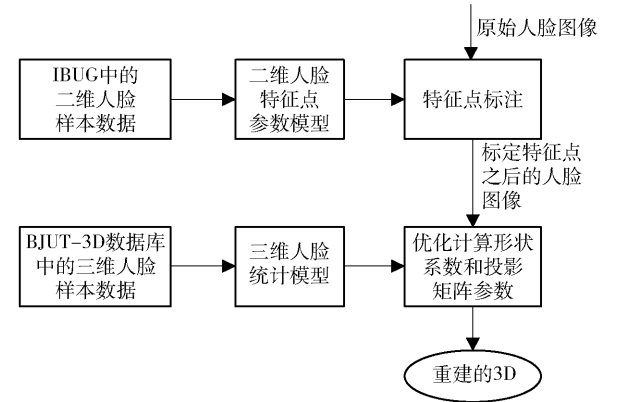 原始人脸图像
IBUG中的
二维人脸
样本数据
二维人脸
特征点
参数模型
特征点标注
标定特征点
之后的人脸
图像
BJUT-3D数据库
中的三维人脸
样本数据
三维人脸
统计模型
优化计算形状
系数和投影
矩阵参数
重建的3D